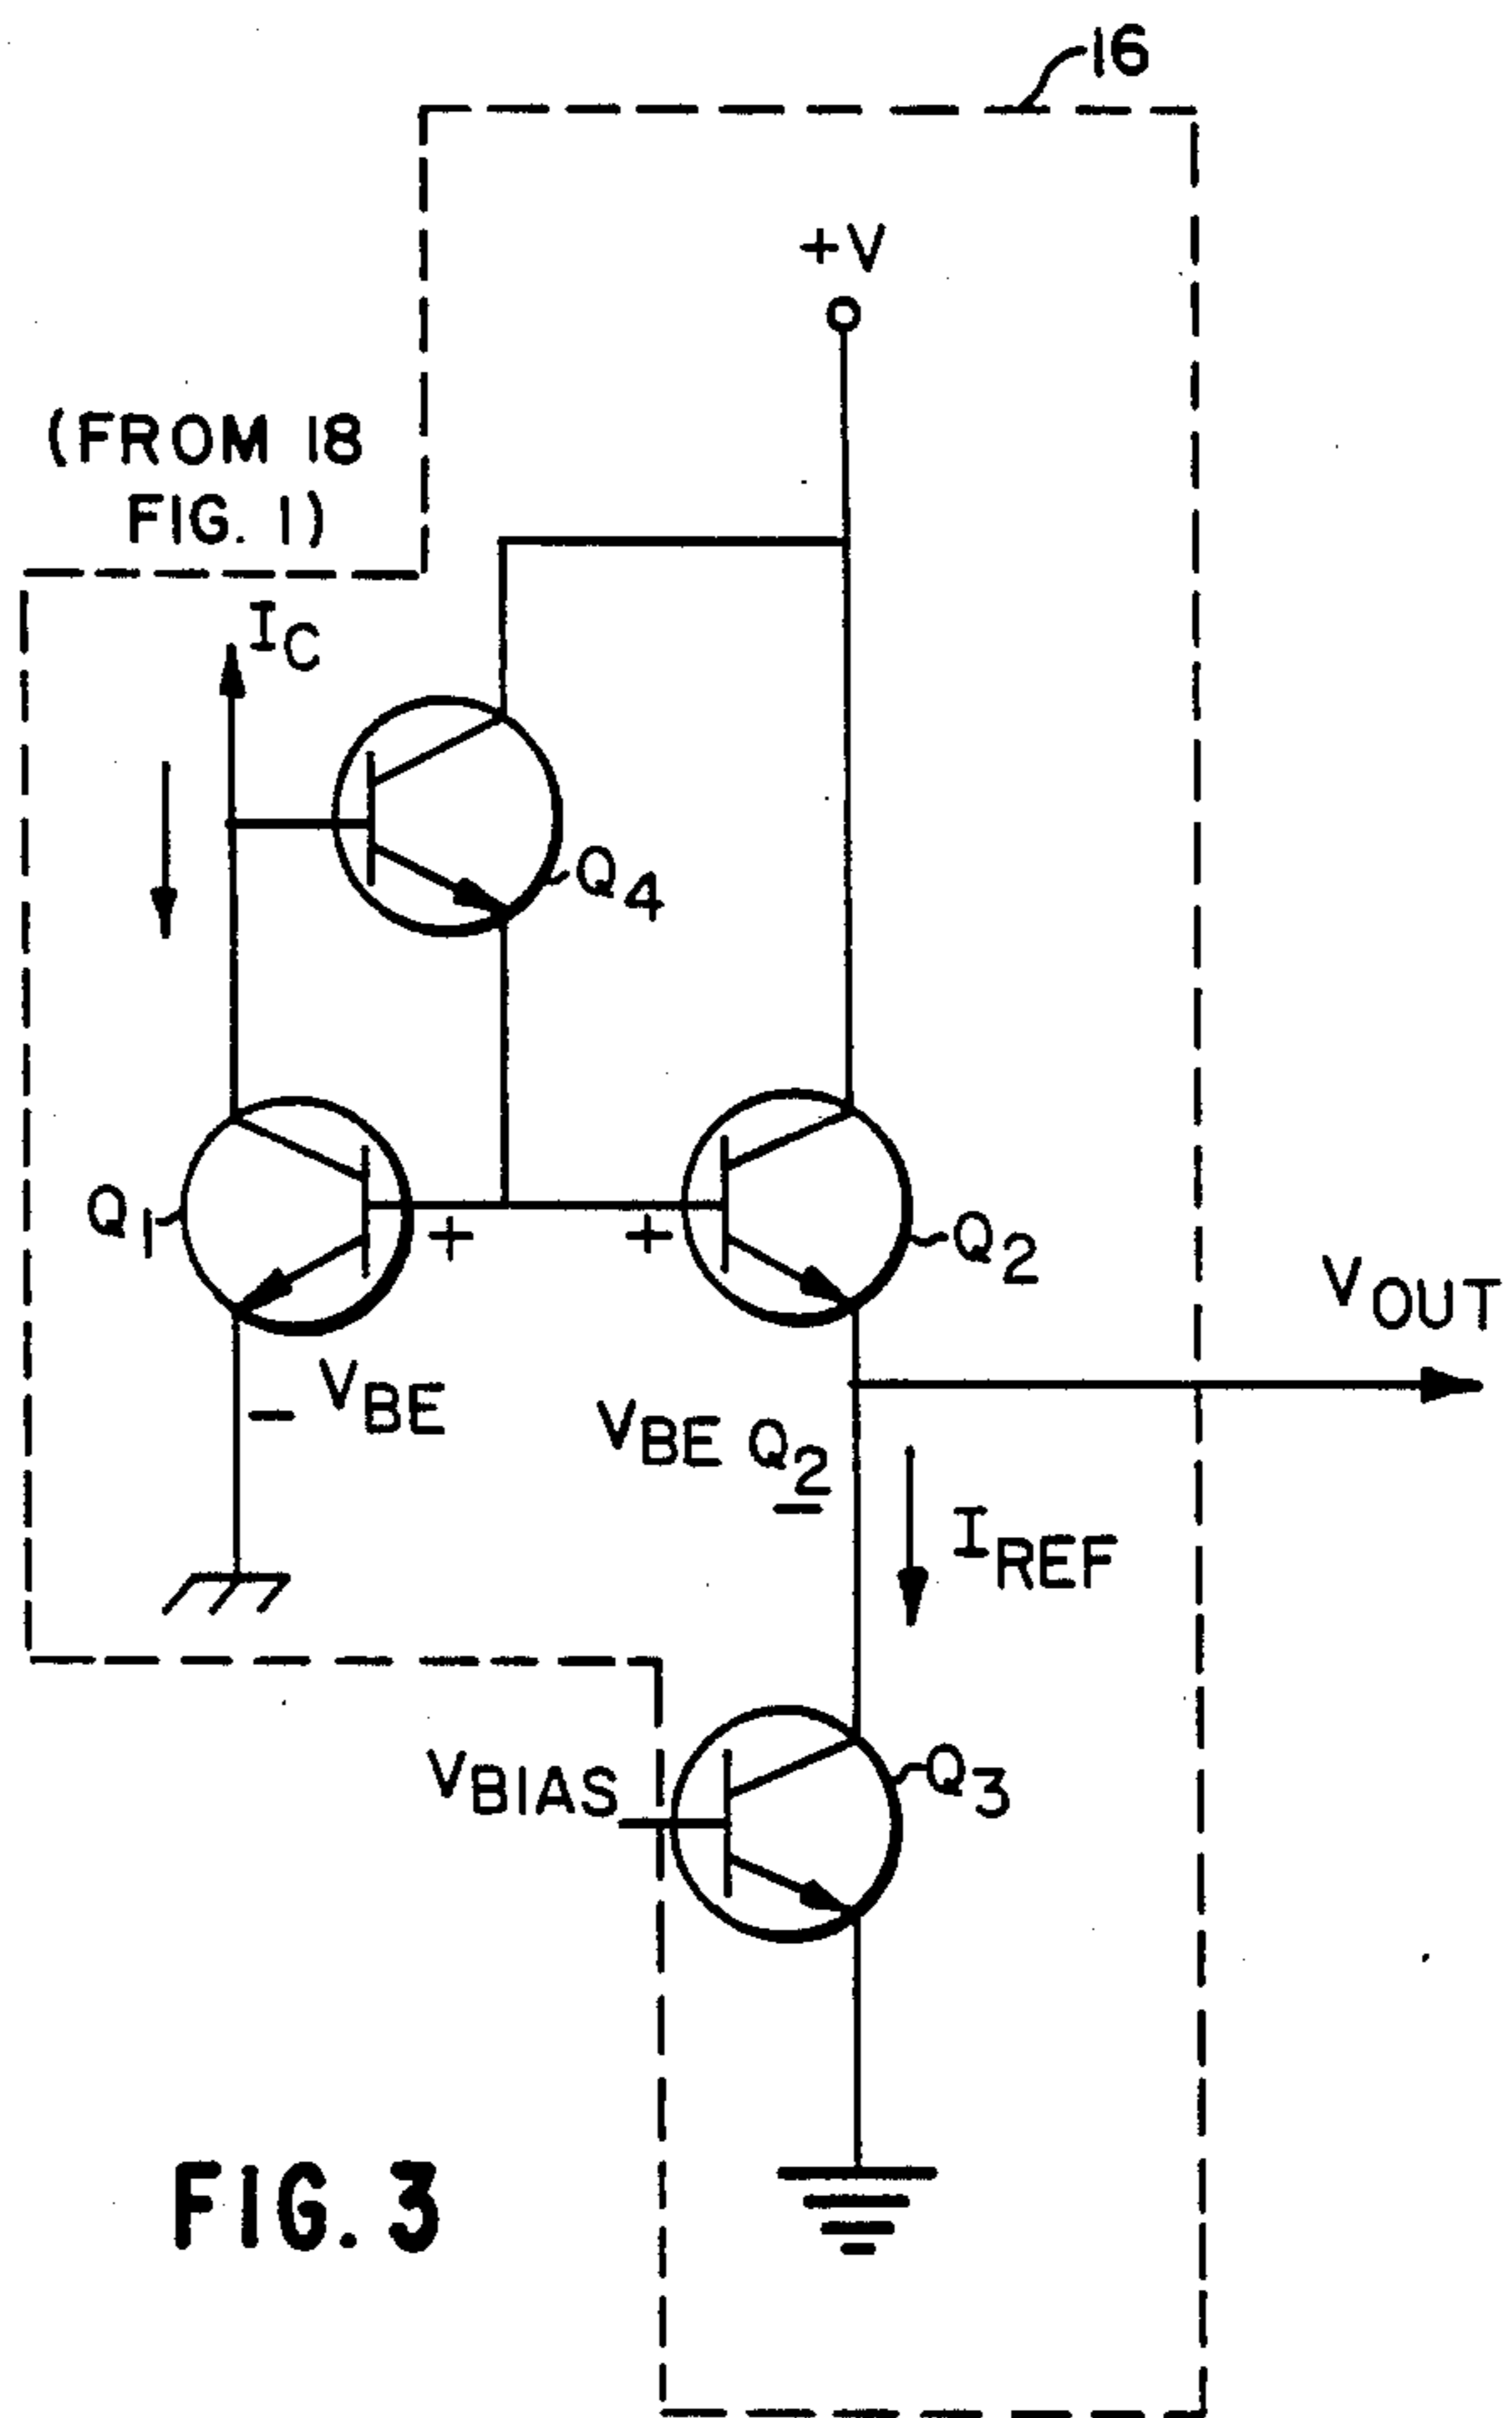 16
+V
(FROM 18
FIG. 1)
IC
Q4
Q1
+
+
Q2
VOUT
- VBE
VBE Q2
-
IREF
VBIAS
Q3
FIG. 3